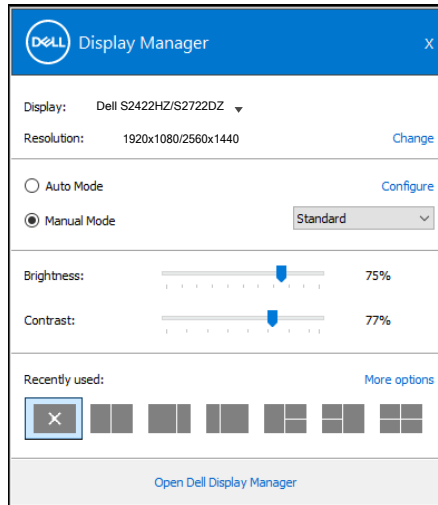 DELL Display Manager X
Display: Dell S2422HZ/S2722DZ
Resolution: 1920x1080/2560x1440 Change
Auto Mode Configure
Manual Mode Standard
Brightness: 75%
Contrast: 77%
Recently used: More options
Open Dell Display Manager